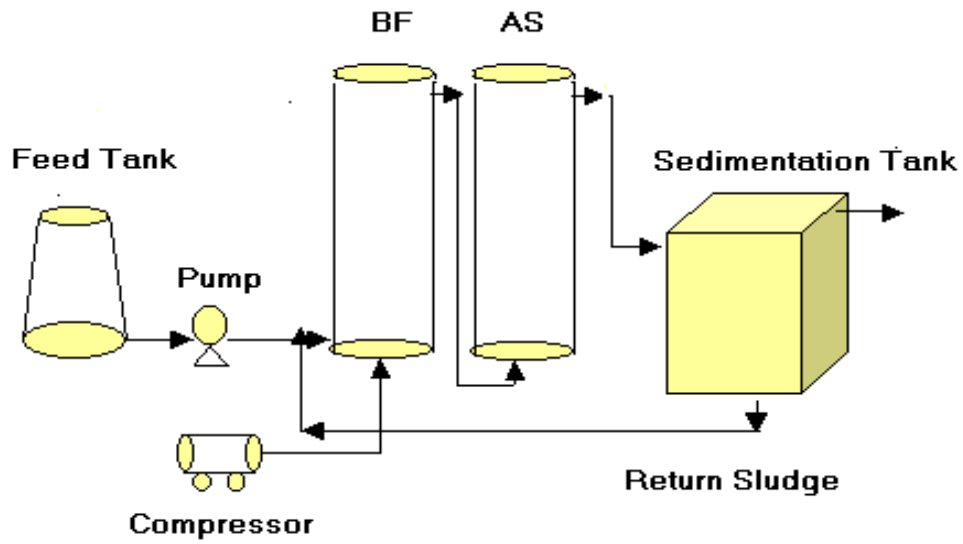 BF
AS
Feed Tank
Sedimentation Tank
Pump
Return Sludge
Compressor